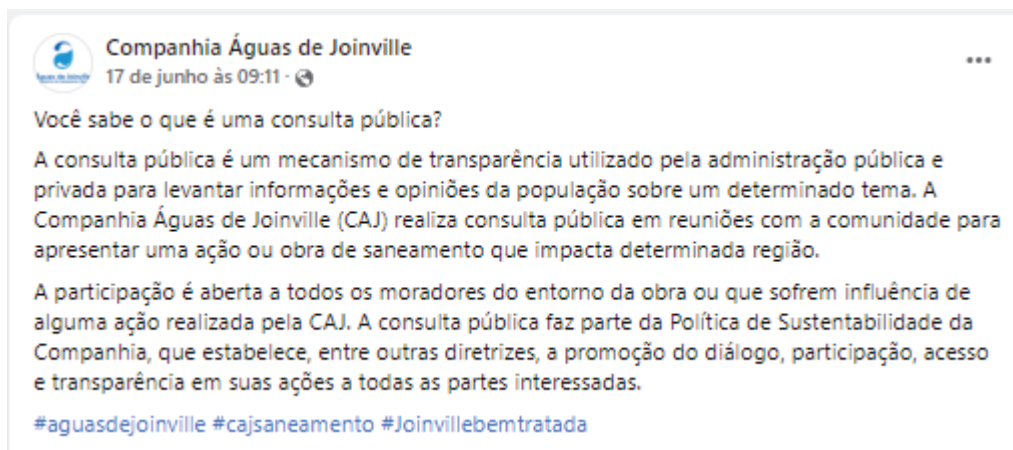 Companhia Águas de Joinville
17 de junho às 09:11 ·
Você sabe o que é uma consulta pública?
A consulta pública é um mecanismo de transparência utilizado pela administração pública e
privada para levantar informações e opiniões da população sobre um determinado tema. A
Companhia Águas de Joinville (CAJ) realiza consulta pública em reuniões com a comunidade para
apresentar uma ação ou obra de saneamento que impacta determinada região.
A participação é aberta a todos os moradores do entorno da obra ou que sofrem influência de
alguma ação realizada pela CAJ. A consulta pública faz parte da Política de Sustentabilidade da
Companhia, que estabelece, entre outras diretrizes, a promoção do diálogo, participação, acesso
e transparência em suas ações a todas as partes interessadas.
#aguasdejoinville #cajsaneamento #Joinvillebemtratada